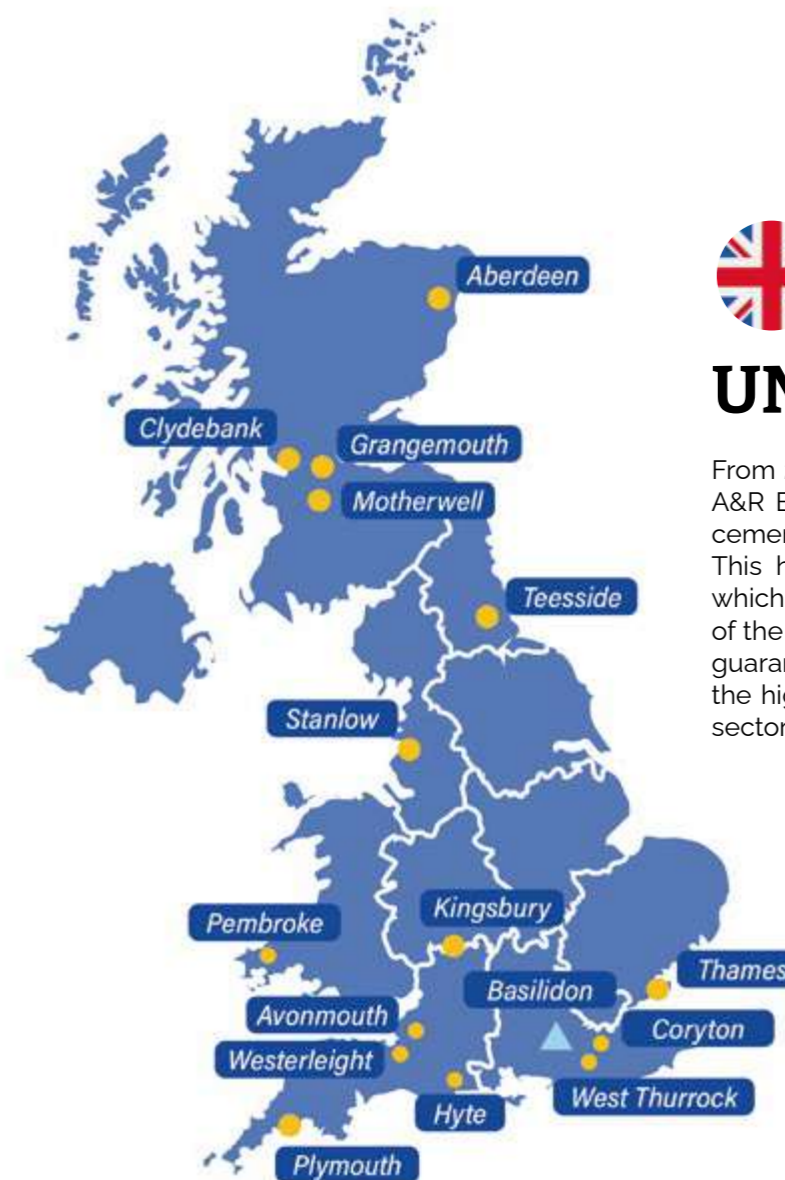 Aberdeen
Clydebank
Grangemouth
Motherwell
Teesside
Stanlow
Pembroke
Kingsbury
Basilidon
Thames
Avonmouth
Westerleight
Coryton
West Thurrock
Hyte
Plymouth
UN
From
A&R
cemen
This h
which
of the
guaran
the hig
sector